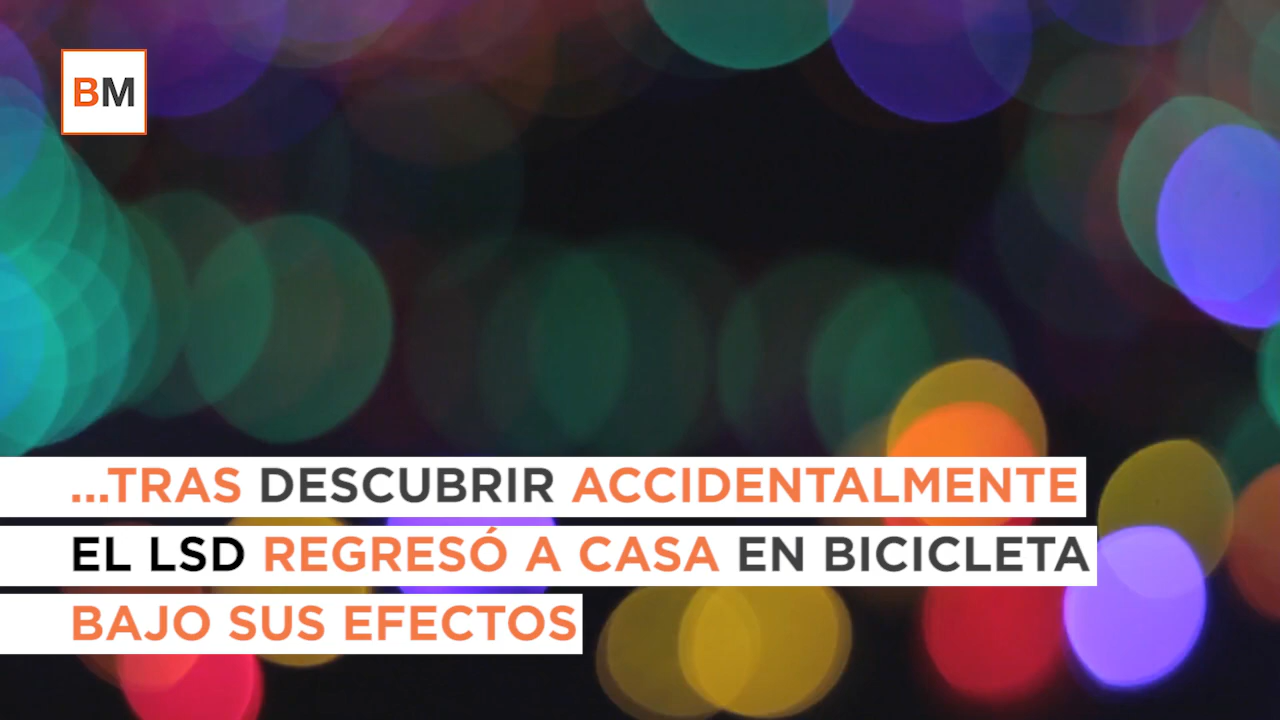 BM
...TRAS DESCUBRIR ACCIDENTALMENTE
EL LSD REGRESÓ A CASA EN BICICLETA
BAJO SUS EFECTOS